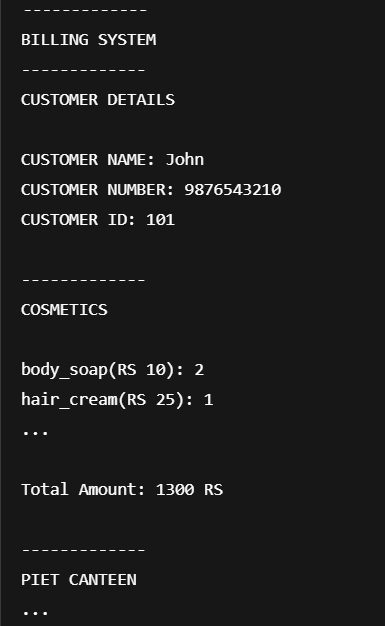 -------------
BILLING SYSTEM
-------------
CUSTOMER DETAILS
CUSTOMER NAME: John
CUSTOMER NUMBER: 9876543210
CUSTOMER ID: 101
-------------
COSMETICS
body_soap(RS 10): 2
hair_cream(RS 25): 1
...
Total Amount: 1300 RS
-------------
PIET CANTEEN
...